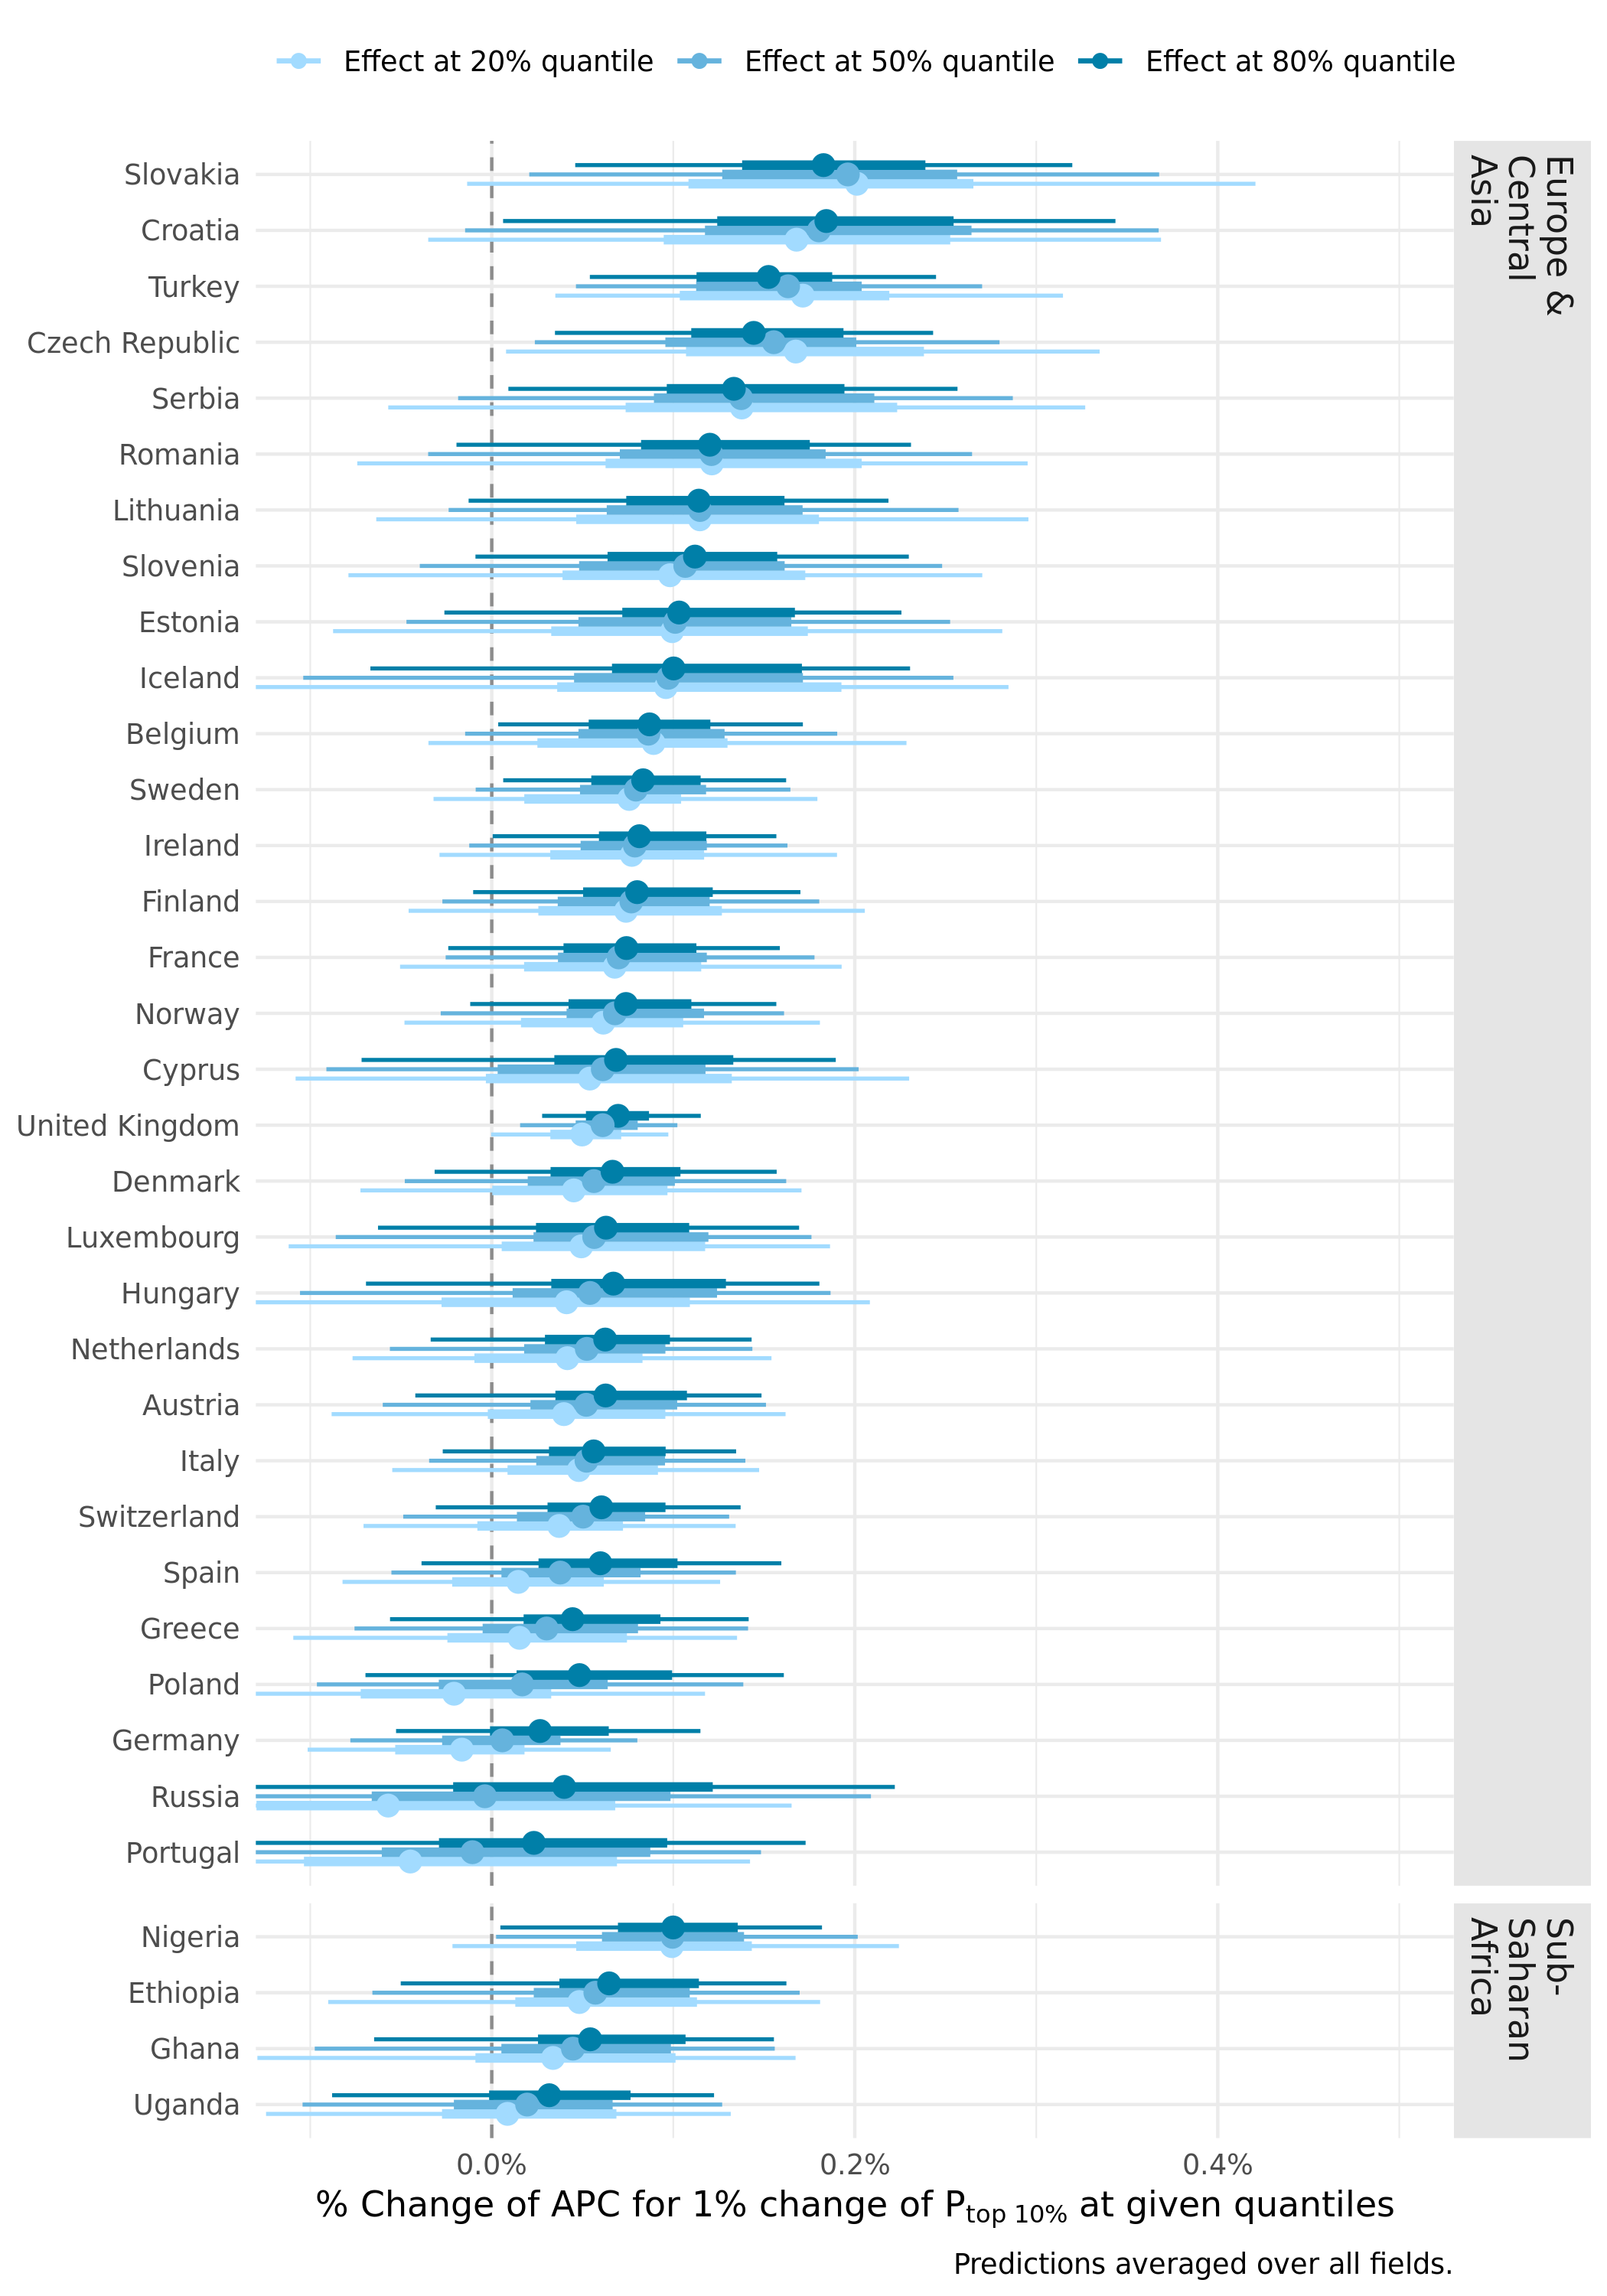 Effect at 20% quantile Effect at 50% quantile Effect at 80% quantile
Slovakia
Croatia
Turkey
Czech Republic
Serbia
Romania
Lithuania
Slovenia
Estonia
Iceland
Belgium
Sweden
Ireland
Finland
France
Norway
Cyprus
United Kingdom
Denmark
Luxembourg
Hungary
Netherlands
Austria
Italy
Switzerland
Spain
Greece
Poland
Germany
Russia
Portugal
Europe &
Central
Asia
Nigeria
Ethiopia
Ghana
Uganda
Sub-
Saharan
Africa
0.0% 0.2% 0.4%
% Change of APC for 1% change of Ptop 10% at given quantiles
Predictions averaged over all fields.